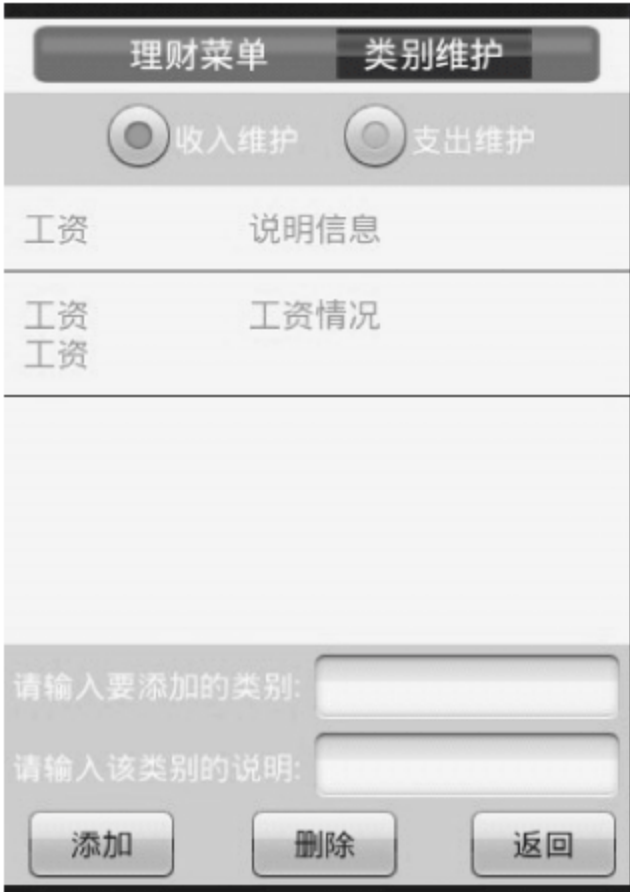 理财菜单 类别维护
收入维护 支出维护
工资 说明信息
工资 工资情况
工资
请输入要添加的类别:
请输入该类别的说明:
添加 删除 返回